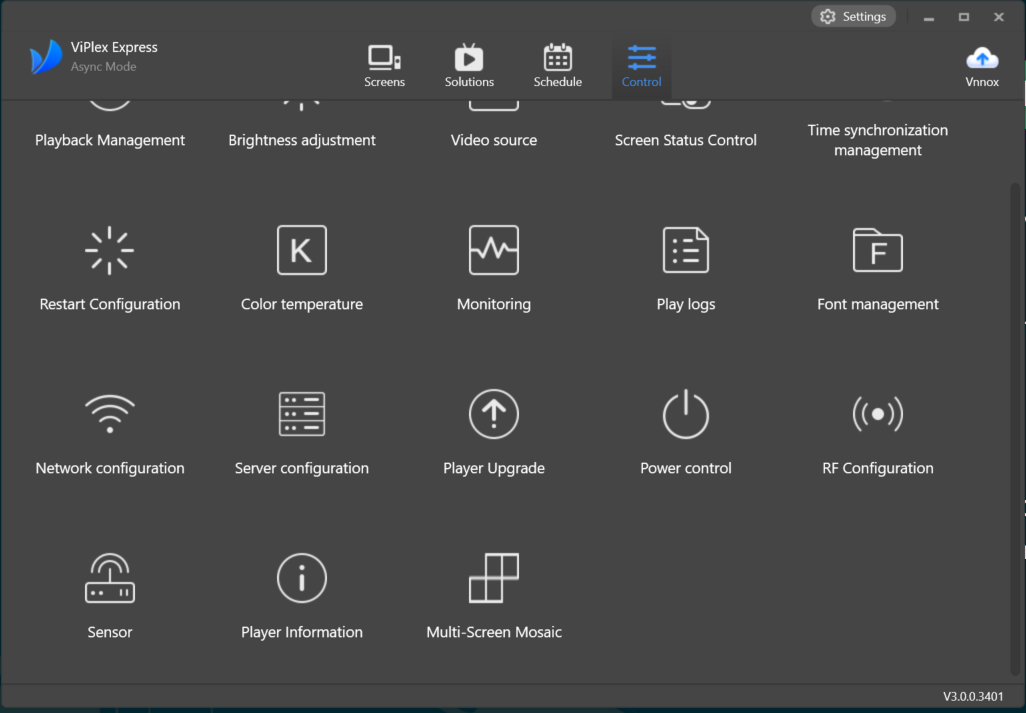 Settings
ViPlex Express
Async Mode
Screens
Solutions
Schedule
Control
Vnnox
Playback Management
Brightness adjustment
Video source
Screen Status Control
Time synchronization
management
Restart Configuration
K
Color temperature
Monitoring
Play logs
F
Font management
Network configuration
Server configuration
Player Upgrade
Power control
RF Configuration
Sensor
Player Information
Multi-Screen Mosaic
V3.0.0.3401